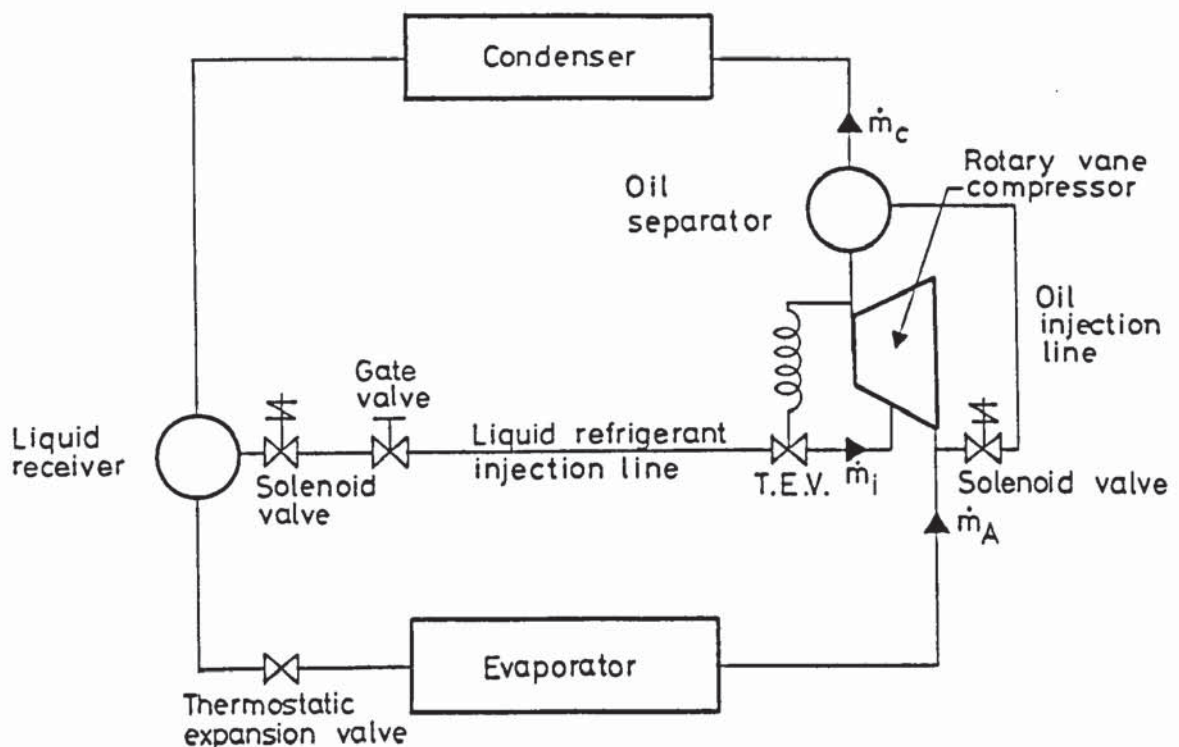 Condenser
ṁc
Rotary vane
compressor
Oil
separator
Oil
injection
line
Gate
valve
Liquid
receiver
Liquid refrigerant
injection line
Solenoid
valve
T.E.V.
ṁi
Solenoid valve
ṁA
Evaporator
Thermostatic
expansion valve